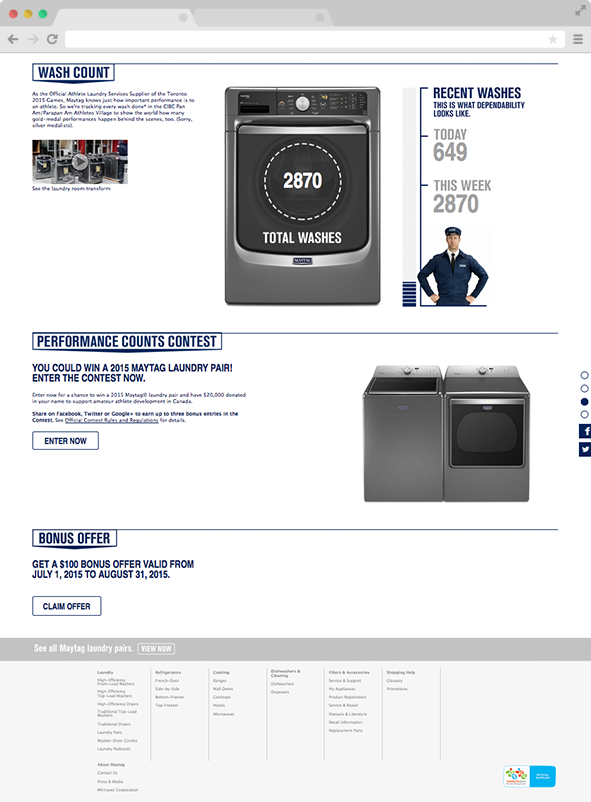 WASH COUNT
As the Official Athlete Laundry Services Supplier of the Toronto
2015 Games, Maytag knows just how important performance is to
an athlete. So we're tracking every wash done* in the CIBC Pan
Am/Parapan Am Athletes Village to show the world how many
gold-medal performances happen behind the scenes, too. (Sorry,
silver medalists).
See the laundry room transform
2870
TOTAL WASHES
MAYTAG
RECENT WASHES
THIS IS WHAT DEPENDABILITY
LOOKS LIKE.
TODAY
649
THIS WEEK
2870
PERFORMANCE COUNTS CONTEST
YOU COULD WIN A 2015 MAYTAG LAUNDRY PAIR!
ENTER THE CONTEST NOW.
Enter now for a chance to win a 2015 Maytag® laundry pair and have $20,000 donated
in your name to support amateur athlete development in Canada.
Share on Facebook, Twitter or Google+ to earn up to three bonus entries in the
Contest. See Official Contest Rules and Regulations for details.
ENTER NOW
BONUS OFFER
GET A $100 BONUS OFFER VALID FROM
JULY 1, 2015 TO AUGUST 31, 2015.
CLAIM OFFER
See all Maytag laundry pairs. VIEW NOW
Laundry
High-Efficiency
Front-Load Washers
High-Efficiency
Top-Load Washers
High-Efficiency Dryers
Traditional Top-Load
Washers
Traditional Dryers
Laundry Pairs
Washer-Dryer Combo
Laundry Pedestals
About Maytag
Contact Us
Press & Media
Whirlpool Corporation
Refrigerators
French-Door
Side-by-Side
Bottom-Freezer
Top-Freezer
Cooking
Ranges
Wall Ovens
Cooktops
Hoods
Microwaves
Dishwashers &
Cleaning
Dishwashers
Disposers
Filters & Accessories
Service & Support
My Appliances
Product Registration
Service & Repair
Manuals & Literature
Recall Information
Replacement Parts
Shopping Help
Glossary
Promotions
OFFICIAL
SUPPLIER